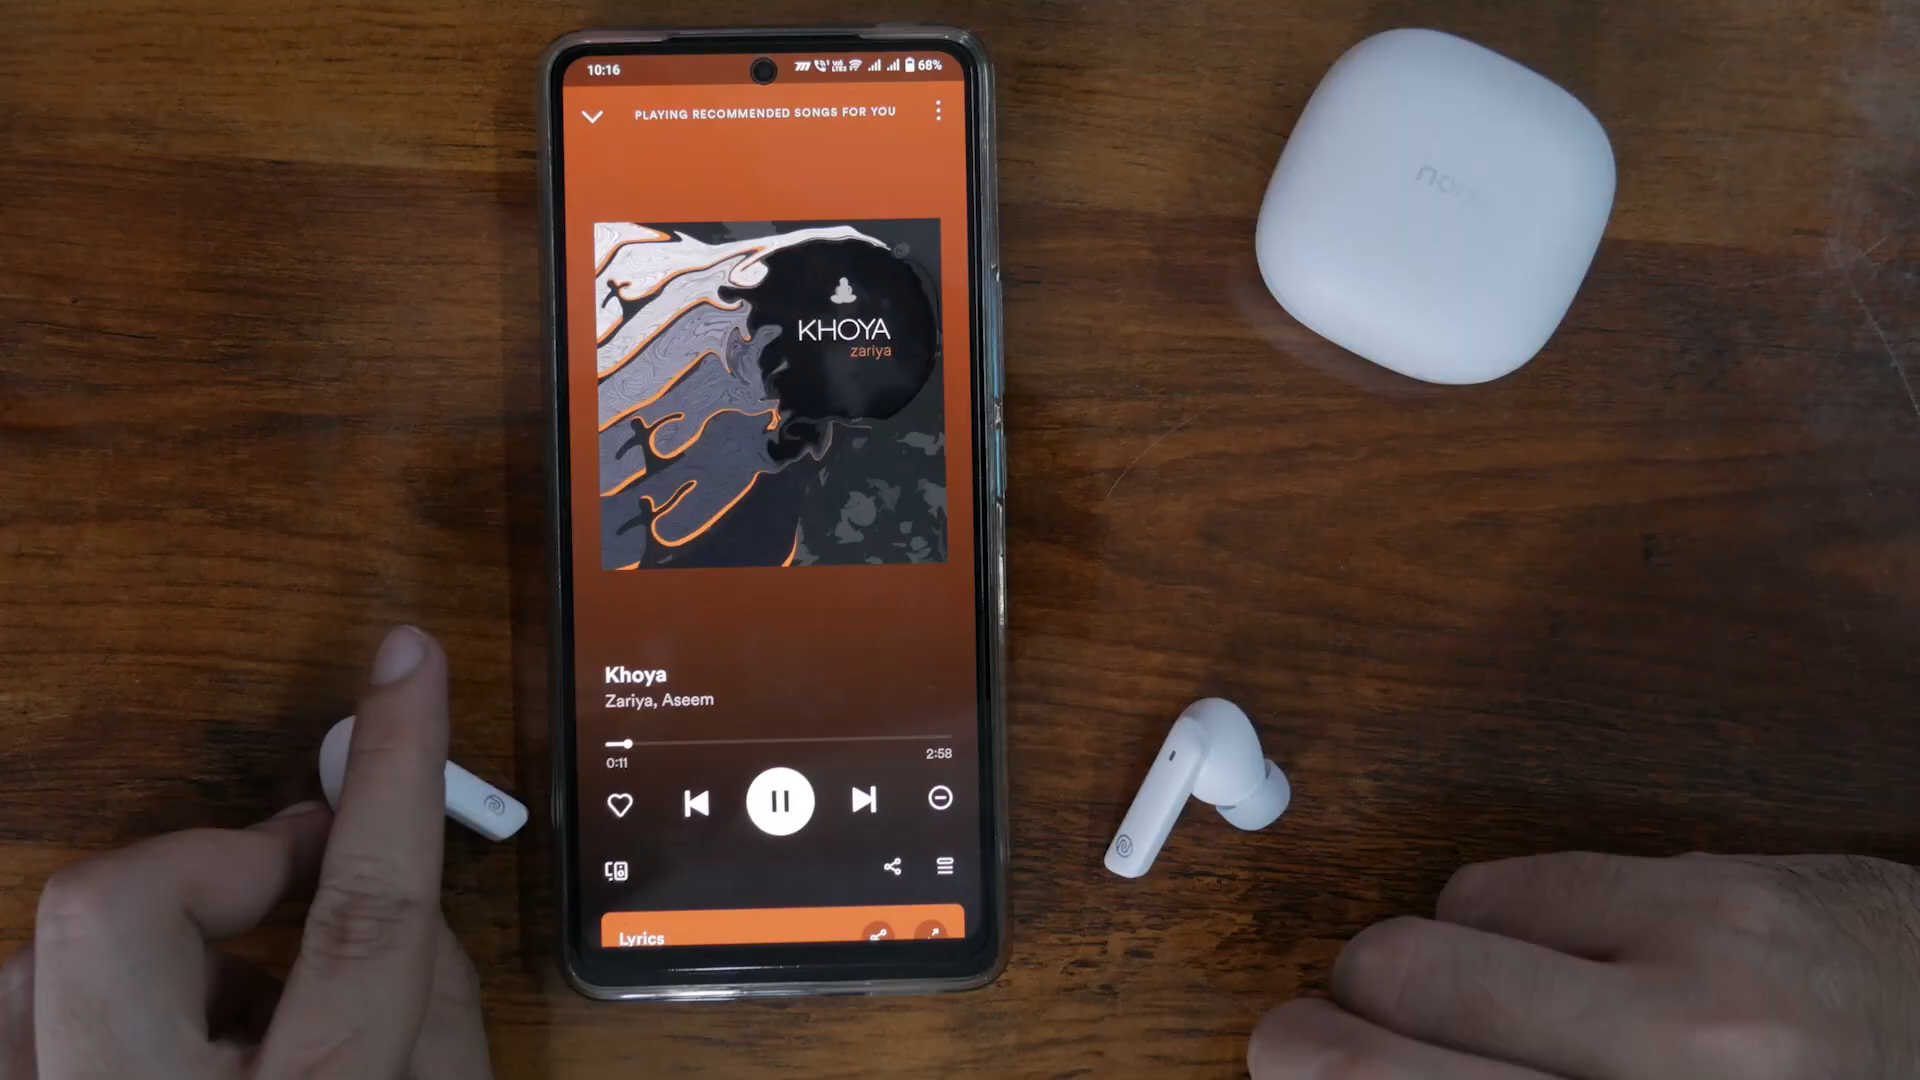 10:16
68%
PLAYING RECOMMENDED SONGS FOR YOU
KHOYA
zariya
Khoya
Zariya, Aseem
0:11
2:58
Lyrics